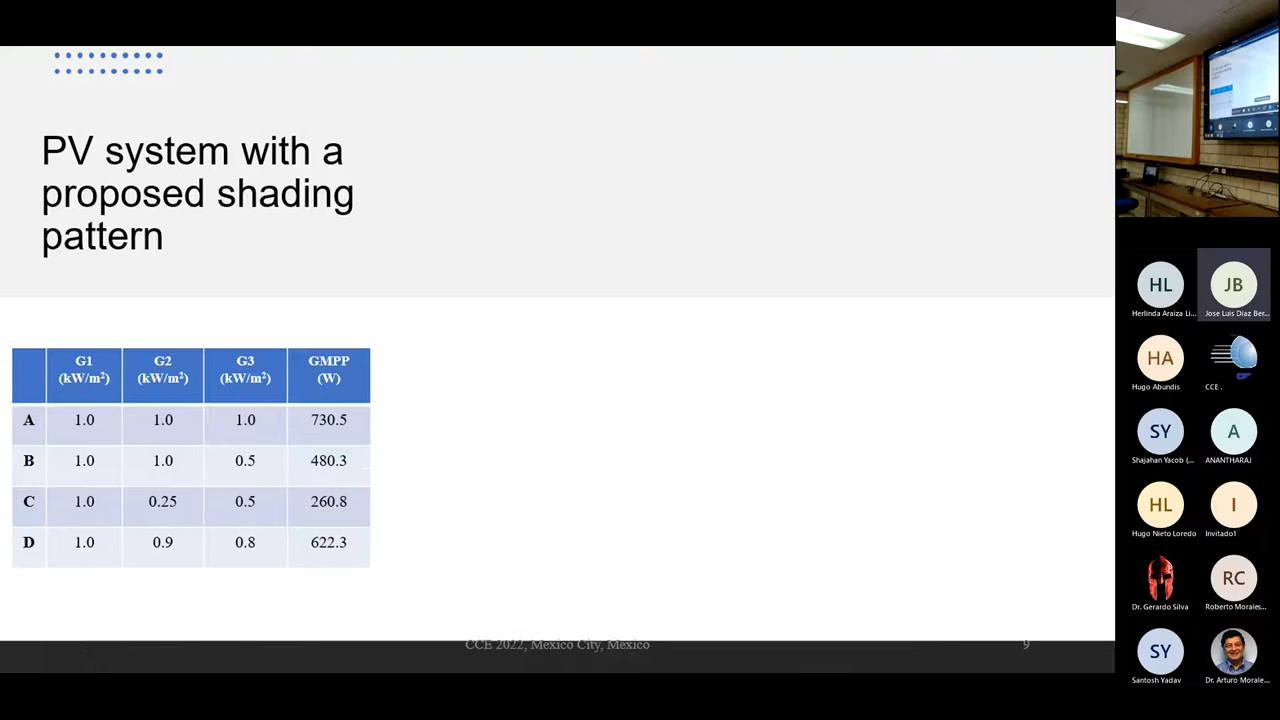 PV system with a
proposed shading
pattern
G1 (kW/m²) G2 (kW/m²) G3 (kW/m²) GMPP (W)
A 1.0 1.0 1.0 730.5
B 1.0 1.0 0.5 480.3
C 1.0 0.25 0.5 260.8
D 1.0 0.9 0.8 622.3
CCE 2022, Mexico City, Mexico 9
HL JB
Herlinda Araiza Li... Jose Luis Diaz Ber...
HA
Hugo Abundis CCE .
SY A
Shajahan Yacob (... ANANTHARAJ
HL I
Hugo Nieto Loredo Invitado1
RC
Dr. Gerardo Silva Roberto Morales...
SY
Santosh Yadav Dr. Arturo Morale...